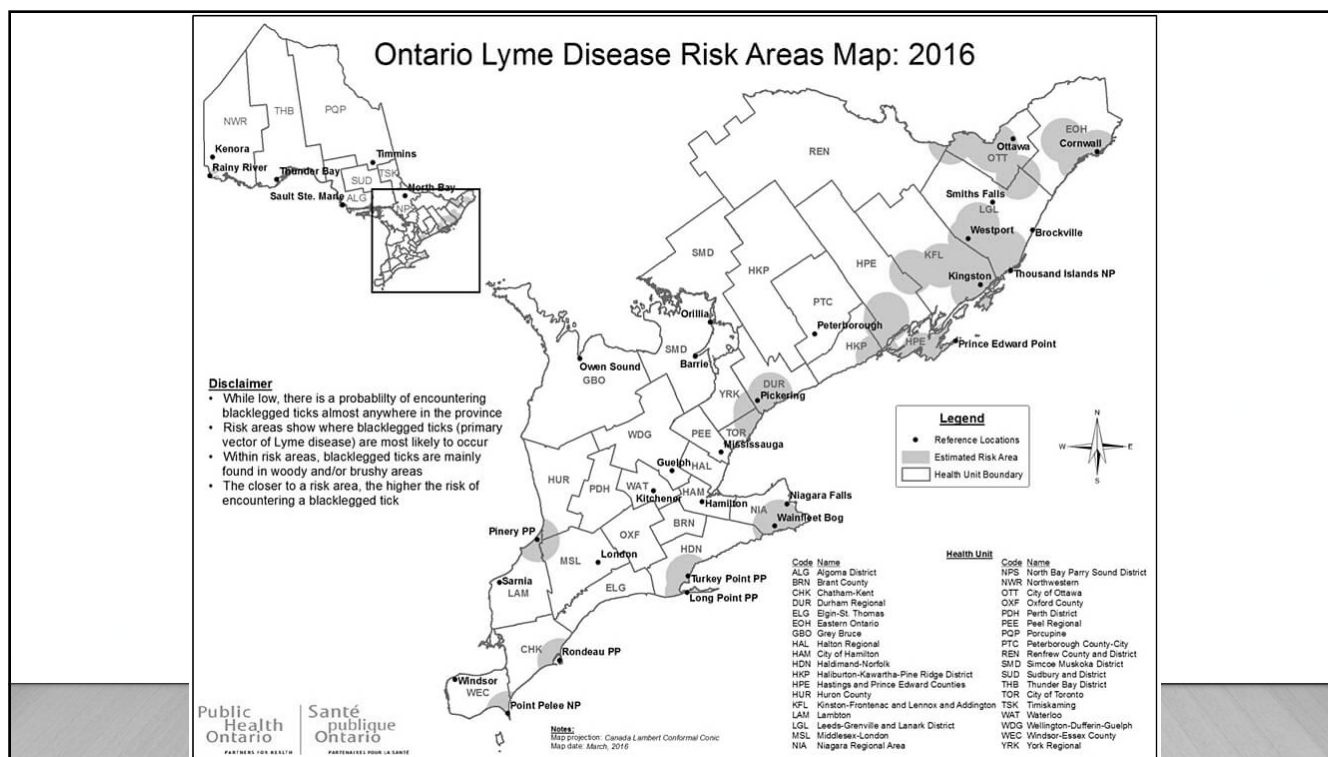 Ontario Lyme Disease Risk Areas Map: 2016
NWR
THB
PQP
Kenora
Rainy River
Thunder Bay
Timmins
SUD
TSK
Sault Ste. Marie
ALG
North Bay
NPS
REN
Ottawa
OTT
EOH
Cornwall
Smiths Falls
LGL
Westport
Brockville
SMD
HKP
HPE
KFL
Kingston
Thousand Islands NP
PTC
Orillia
Peterborough
HKP
HPE
Prince Edward Point
SMD
Barrie
Owen Sound
GBO
DUR
Pickering
YRK
TOR
PEE
Mississauga
WDG
Guelph
HAL
HUR
PDH
WAT
Kitchener
HAM
Hamilton
Niagara Falls
NIA
Wainfleet Bog
BRN
OXF
Pinery PP
MSL
London
HDN
Turkey Point PP
Long Point PP
Sarnia
LAM
ELG
CHK
Rondeau PP
Windsor
WEC
Point Pelee NP
Disclaimer
• While low, there is a probablilty of encountering
blacklegged ticks almost anywhere in the province
• Risk areas show where blacklegged ticks (primary
vector of Lyme disease) are most likely to occur
• Within risk areas, blacklegged ticks are mainly
found in woody and/or brushy areas
• The closer to a risk area, the higher the risk of
encountering a blacklegged tick
Legend
Reference Locations
Estimated Risk Area
Health Unit Boundary
N
W
E
S
Health Unit
Code Name
ALG Algoma District
BRN Brant County
CHK Chatham-Kent
DUR Durham Regional
ELG Elgin-St. Thomas
EOH Eastern Ontario
GBO Grey Bruce
HAL Halton Regional
HAM City of Hamilton
HDN Haldimand-Norfolk
HKP Haliburton-Kawartha-Pine Ridge District
HPE Hastings and Prince Edward Counties
HUR Huron County
KFL Kinston-Frontenac and Lennox and Addington
LAM Lambton
LGL Leeds-Grenville and Lanark District
MSL Middlesex-London
NIA Niagara Regional Area
Code Name
NPS North Bay Parry Sound District
NWR Northwestern
OTT City of Ottawa
OXF Oxford County
PDH Perth District
PEE Peel Regional
PQP Porcupine
PTC Peterborough County-City
REN Renfrew County and District
SMD Simcoe Muskoka District
SUD Sudbury and District
THB Thunder Bay District
TOR City of Toronto
TSK Timiskaming
WAT Waterloo
WDG Wellington-Dufferin-Guelph
WEC Windsor-Essex County
YRK York Regional
Public
Health
Ontario
PARTNERS FOR HEALTH
Santé
publique
Ontario
PARTENAIRES POUR LA SANTÉ
Notes:
Map projection: Canada Lambert Conformal Conic
Map date: March, 2016